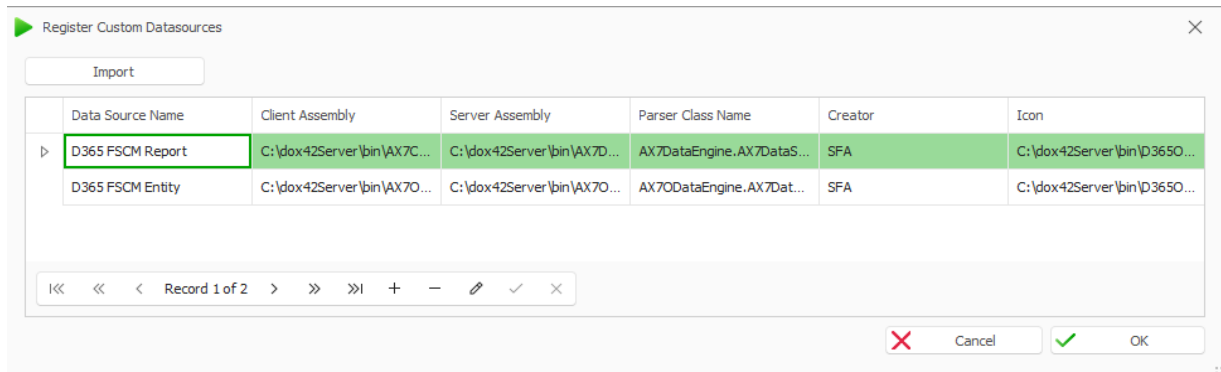 Register Custom Datasources
Import
Data Source Name Client Assembly Server Assembly Parser Class Name Creator Icon
D365 FSCM Report C:\dox42Server\bin\AX7C... C:\dox42Server\bin\AX7D... AX7DataEngine.AX7DataS... SFA C:\dox42Server\bin\D365O...
D365 FSCM Entity C:\dox42Server\bin\AX7O... C:\dox42Server\bin\AX7O... AX7ODataEngine.AX7Dat... SFA C:\dox42Server\bin\D365O...
Record 1 of 2
Cancel OK